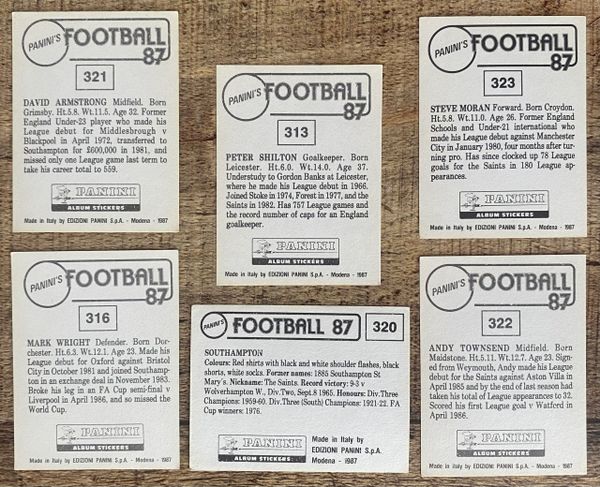 PANINI'S FOOTBALL 87
321
DAVID ARMSTRONG Midfield. Born
Grimsby. Ht.5.8. Wt.11.5. Age 32. Former
England Under-23 player who made his
League debut for Middlesbrough v
Blackpool in April 1972, transferred to
Southampton for £600,000 in 1981, and
missed only one League game last term to
take his career total to 559.
PANINI
ALBUM STICKERS
Made in Italy by EDIZIONI PANINI S.p.A. - Modena - 1987
PANINI'S FOOTBALL 87
313
PETER SHILTON Goalkeeper. Born
Leicester. Ht.6.0. Wt.14.0. Age 37.
Understudy to Gordon Banks at Leicester,
where he made his League debut in 1966.
Joined Stoke in 1974, Forest in 1977, and the
Saints in 1982. Has 757 League games and
the record number of caps for an England
goalkeeper.
PANINI
ALBUM STICKERS
Made in Italy by EDIZIONI PANINI S.p.A. - Modena - 1987
PANINI'S FOOTBALL 87
323
STEVE MORAN Forward. Born Croydon.
Ht.5.8. Wt.11.0. Age 26. Former England
Schools and Under-21 international who
made his League debut against Manchester
City in January 1980, four months after tur-
ning pro. Has since clocked up 78 League
goals for the Saints in 180 League ap-
pearances.
PANINI
ALBUM STICKERS
Made in Italy by EDIZIONI PANINI S.p.A. - Modena - 1987
PANINI'S FOOTBALL 87
316
MARK WRIGHT Defender. Born Dor-
chester. Ht.6.3. Wt.12.1. Age 23. Made his
League debut for Oxford against Bristol
City in October 1981 and joined Southamp-
ton in an exchange deal in November 1983.
Broke his leg in an FA Cup semi-final v
Liverpool in April 1986, and so missed the
World Cup.
PANINI
ALBUM STICKERS
Made in Italy by EDIZIONI PANINI S.p.A. - Modena - 1987
PANINI'S FOOTBALL 87
320
SOUTHAMPTON
Colours: Red shirts with black and white shoulder flashes, black
shorts, white socks. Former names: 1885 Southampton St
Mary's. Nickname: The Saints. Record victory: 9-3 v
Wolverhampton W., Div.Two, Sept.8 1965. Honours: Div.Three
Champions: 1959-60. Div.Three (South) Champions: 1921-22. FA
Cup winners: 1976.
PANINI
ALBUM STICKERS
Made in Italy by
EDIZIONI PANINI S.p.A.
Modena - 1987
PANINI'S FOOTBALL 87
322
ANDY TOWNSEND Midfield. Born
Maidstone. Ht.5.11. Wt.12.7. Age 23. Sign-
ed from Weymouth, Andy made his League
debut for the Saints against Aston Villa in
April 1985 and by the end of last season had
taken his total of League appearances to 32.
Scored his first League goal v Watford in
April 1986.
PANINI
ALBUM STICKERS
Made in Italy by EDIZIONI PANINI S.p.A. - Modena - 1987